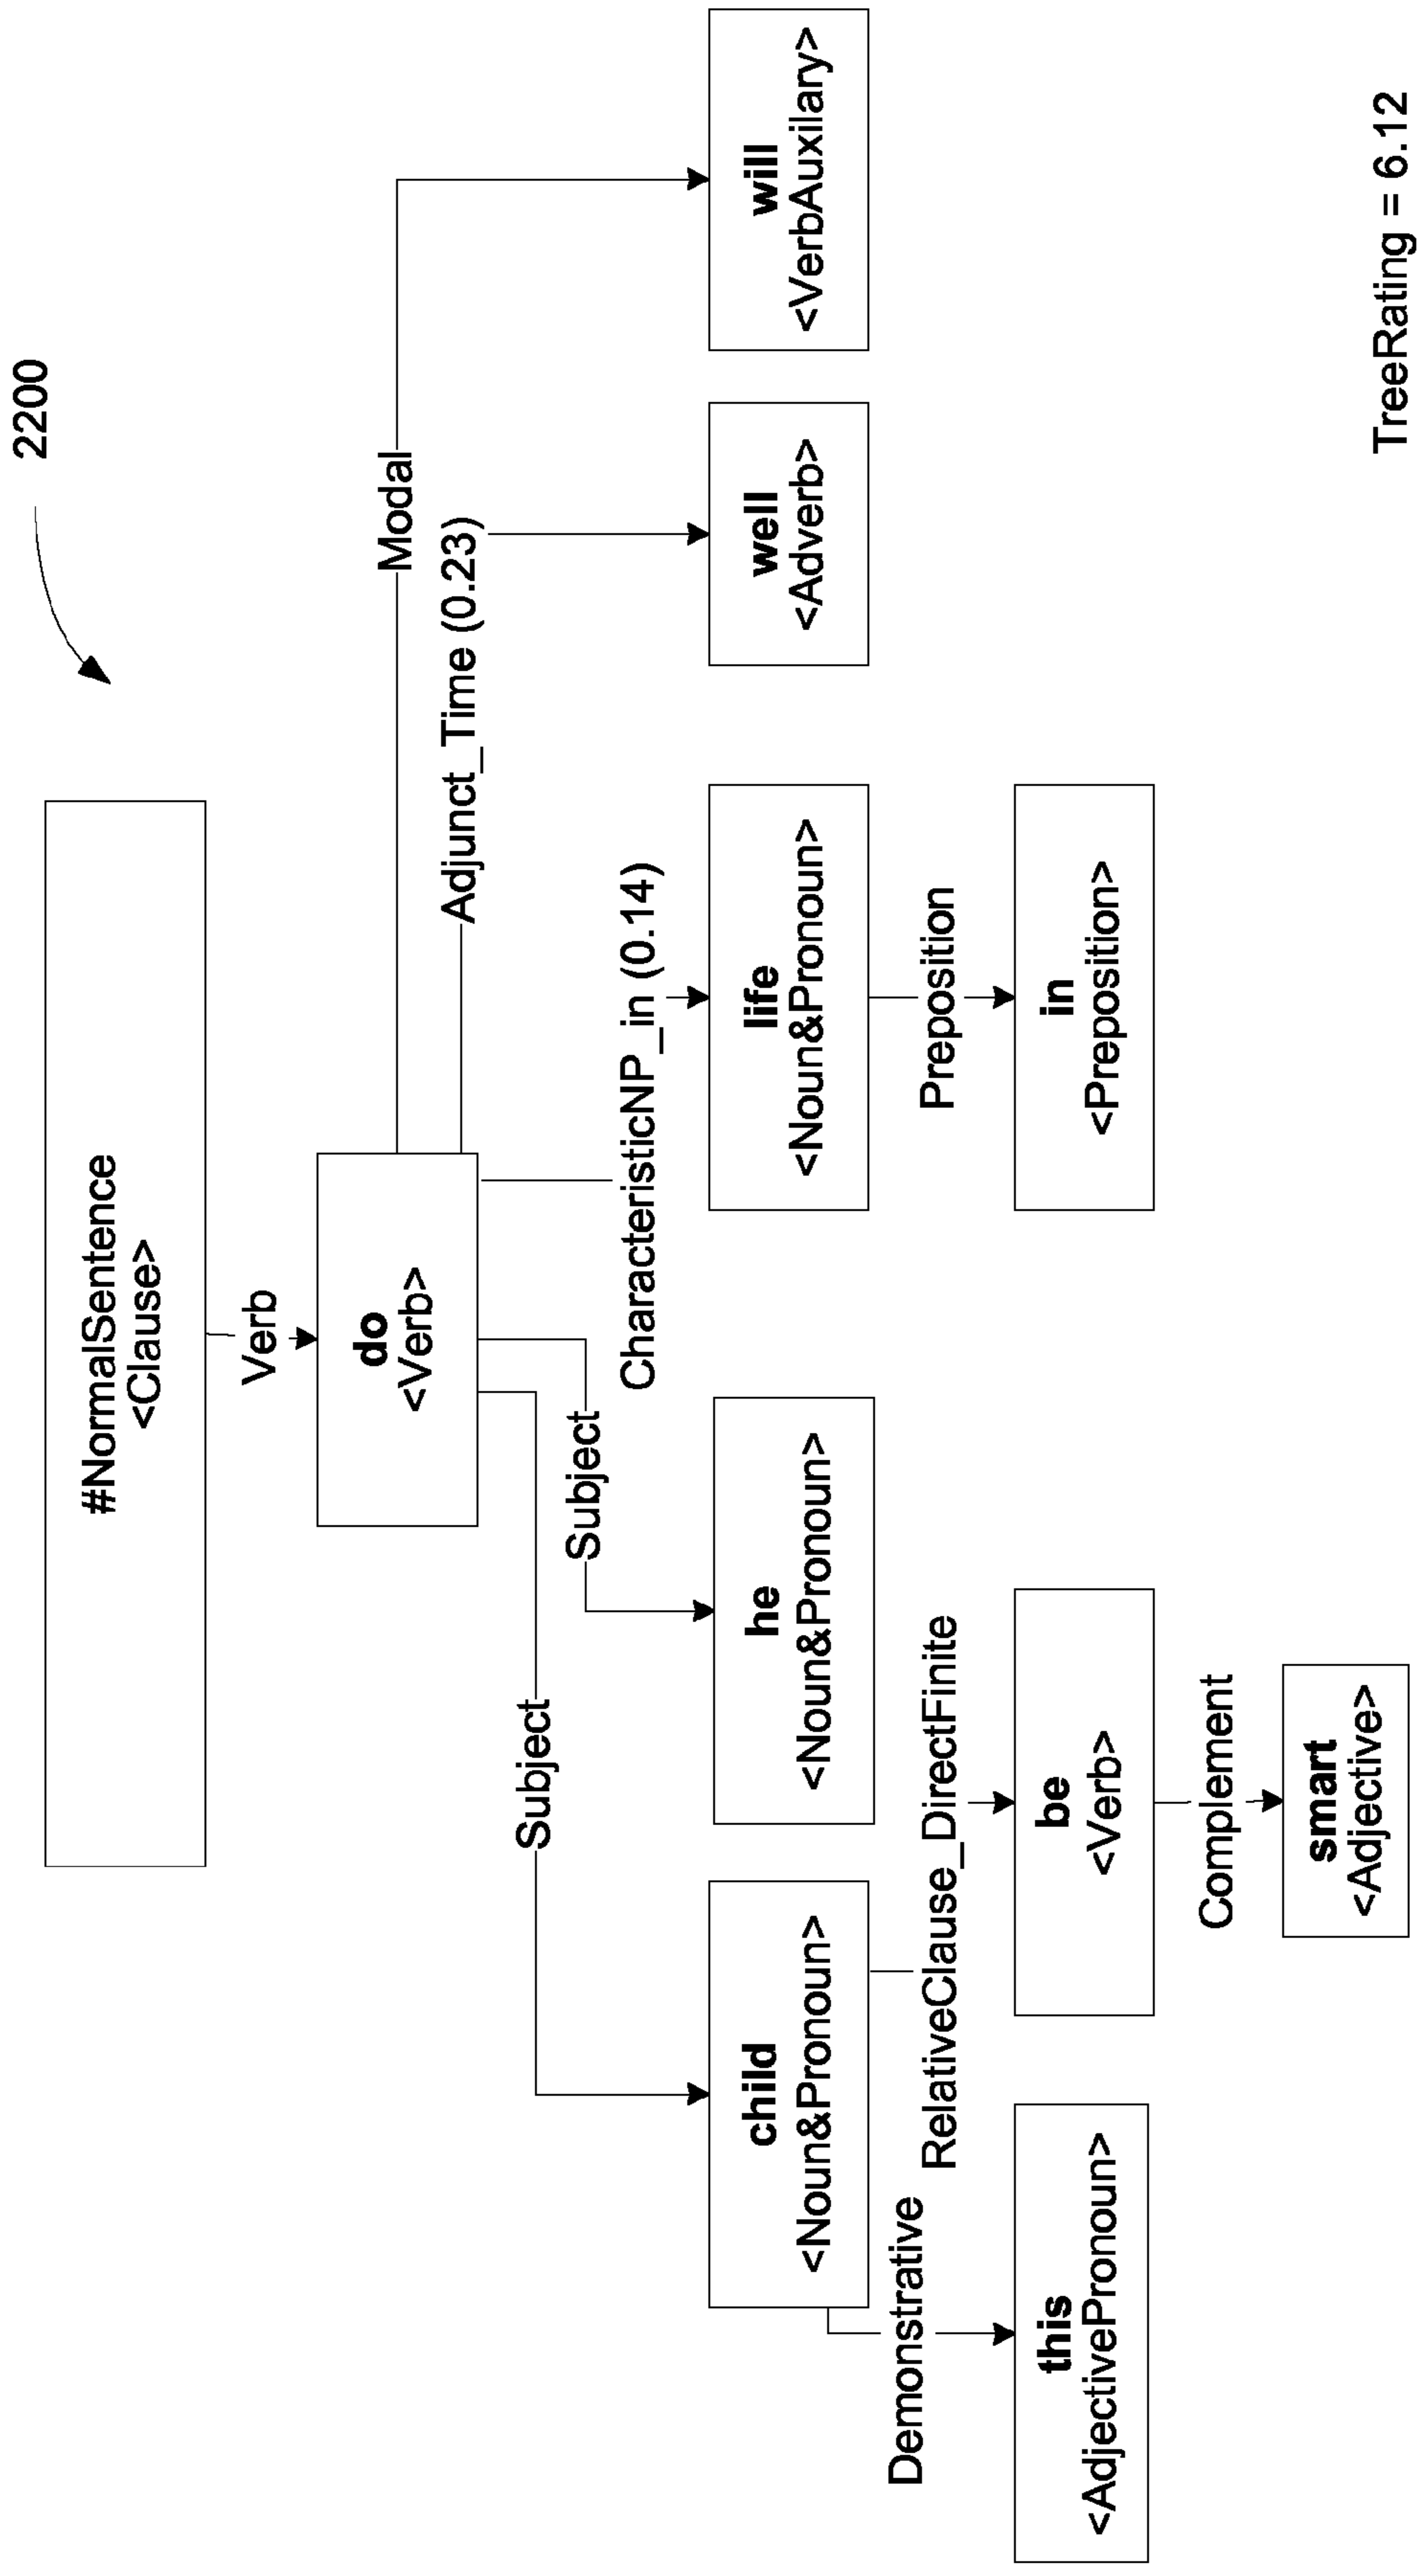 2200
#NormalSentence
<Clause>
Verb
do
<Verb>
Modal
Adjunct_Time (0.23)
Subject
Subject
CharacteristicNP_in (0.14)
child
<Noun&Pronoun>
he
<Noun&Pronoun>
life
<Noun&Pronoun>
well
<Adverb>
will
<VerbAuxilary>
Demonstrative
RelativeClause_DirectFinite
Preposition
this
<AdjectivePronoun>
be
<Verb>
in
<Preposition>
Complement
smart
<Adjective>
TreeRating = 6.12